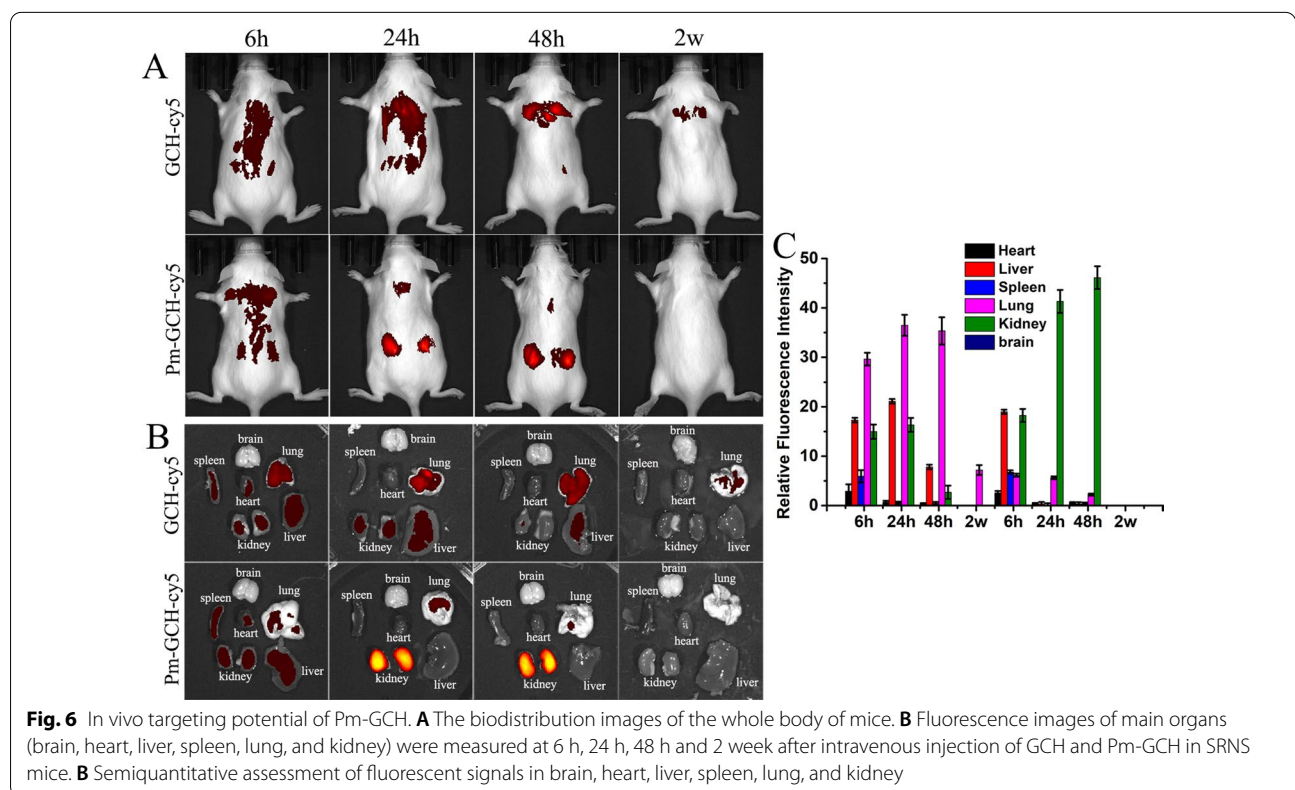 6h 24h 48h 2w
A
GCH-cy5
Pm-GCH-cy5
B
GCH-cy5
brain
spleen
lung
heart
kidney
liver
brain
spleen
lung
heart
kidney
liver
brain
spleen
lung
heart
kidney
liver
brain
spleen
lung
heart
kidney
liver
Pm-GCH-cy5
brain
spleen
lung
heart
kidney
liver
brain
spleen
lung
heart
kidney
liver
brain
spleen
lung
heart
kidney
liver
brain
spleen
lung
heart
kidney
liver
C
Heart
Liver
Spleen
Lung
Kidney
brain
Relative Fluorescence Intensity
50
40
30
20
10
0
6h 24h 48h 2w 6h 24h 48h 2w
Fig. 6 In vivo targeting potential of Pm-GCH. A The biodistribution images of the whole body of mice. B Fluorescence images of main organs
(brain, heart, liver, spleen, lung, and kidney) were measured at 6 h, 24 h, 48 h and 2 week after intravenous injection of GCH and Pm-GCH in SRNS
mice. B Semiquantitative assessment of fluorescent signals in brain, heart, liver, spleen, lung, and kidney